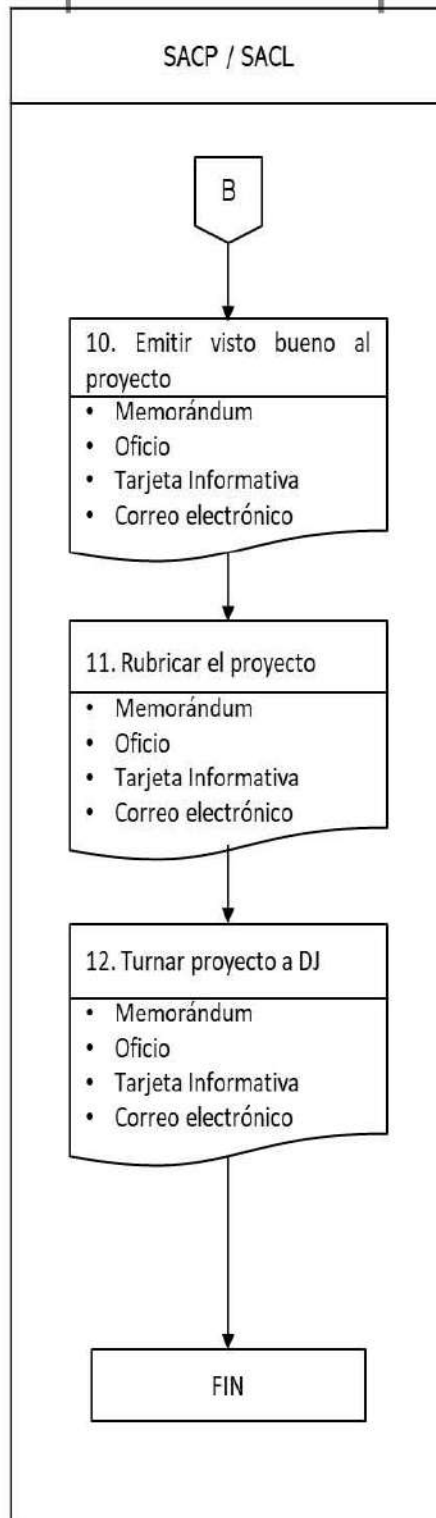 SACP / SACL
B
10. Emitir visto bueno al
proyecto
• Memorándum
• Oficio
• Tarjeta Informativa
• Correo electrónico
11. Rubricar el proyecto
• Memorándum
• Oficio
• Tarjeta Informativa
• Correo electrónico
12. Turnar proyecto a DJ
• Memorándum
• Oficio
• Tarjeta Informativa
• Correo electrónico
FIN